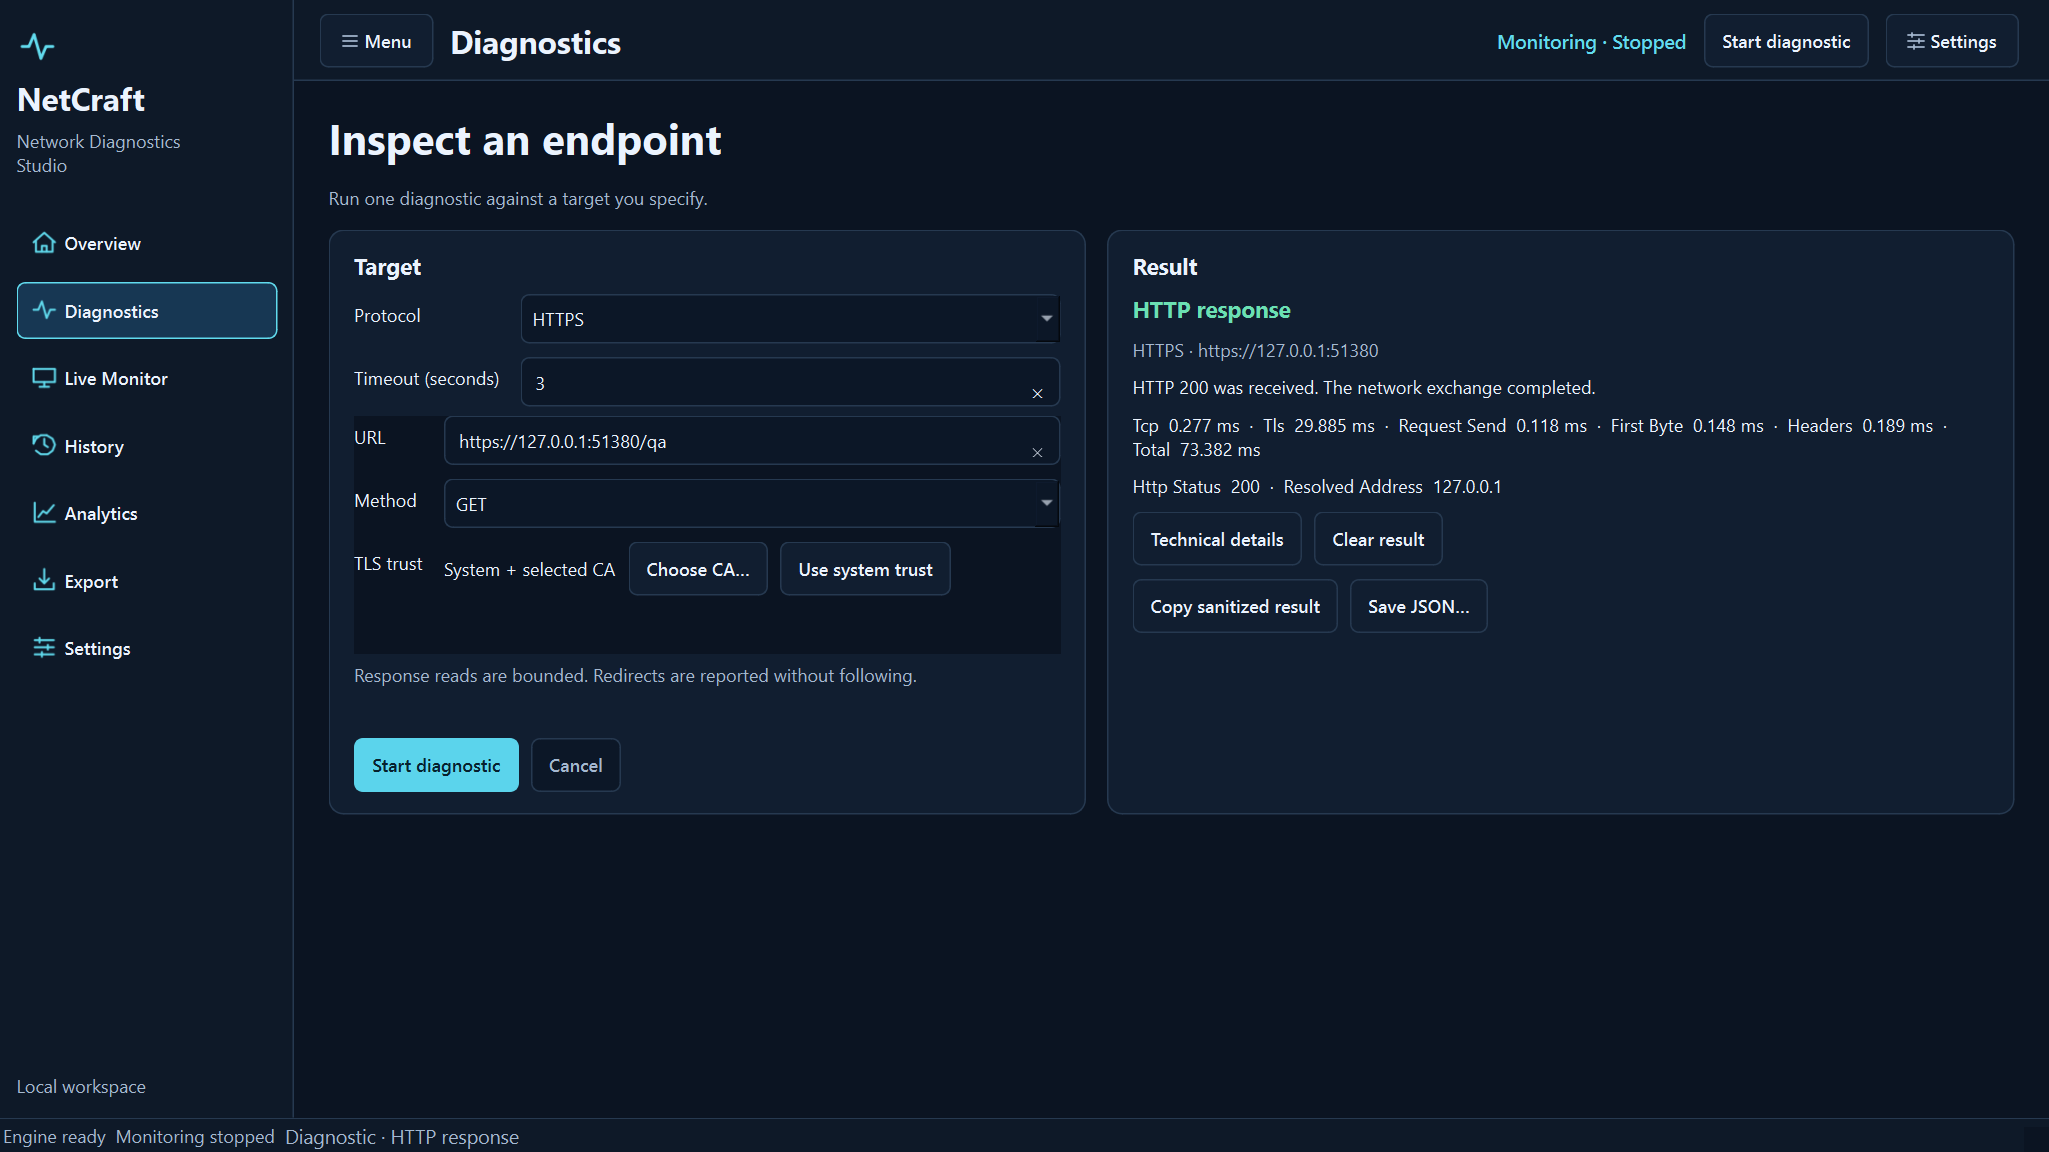 NetCraft
Network Diagnostics
Studio
Overview
Diagnostics
Live Monitor
History
Analytics
Export
Settings
Local workspace
Menu
Diagnostics
Monitoring · Stopped
Start diagnostic
Settings
Inspect an endpoint
Run one diagnostic against a target you specify.
Target
Protocol
HTTPS
Timeout (seconds)
3
URL
https://127.0.0.1:51380/qa
Method
GET
TLS trust
System + selected CA
Choose CA...
Use system trust
Response reads are bounded. Redirects are reported without following.
Start diagnostic
Cancel
Result
HTTP response
HTTPS · https://127.0.0.1:51380
HTTP 200 was received. The network exchange completed.
Tcp 0.277 ms · Tls 29.885 ms · Request Send 0.118 ms · First Byte 0.148 ms · Headers 0.189 ms ·
Total 73.382 ms
Http Status 200 · Resolved Address 127.0.0.1
Technical details
Clear result
Copy sanitized result
Save JSON...
Engine ready Monitoring stopped Diagnostic · HTTP response